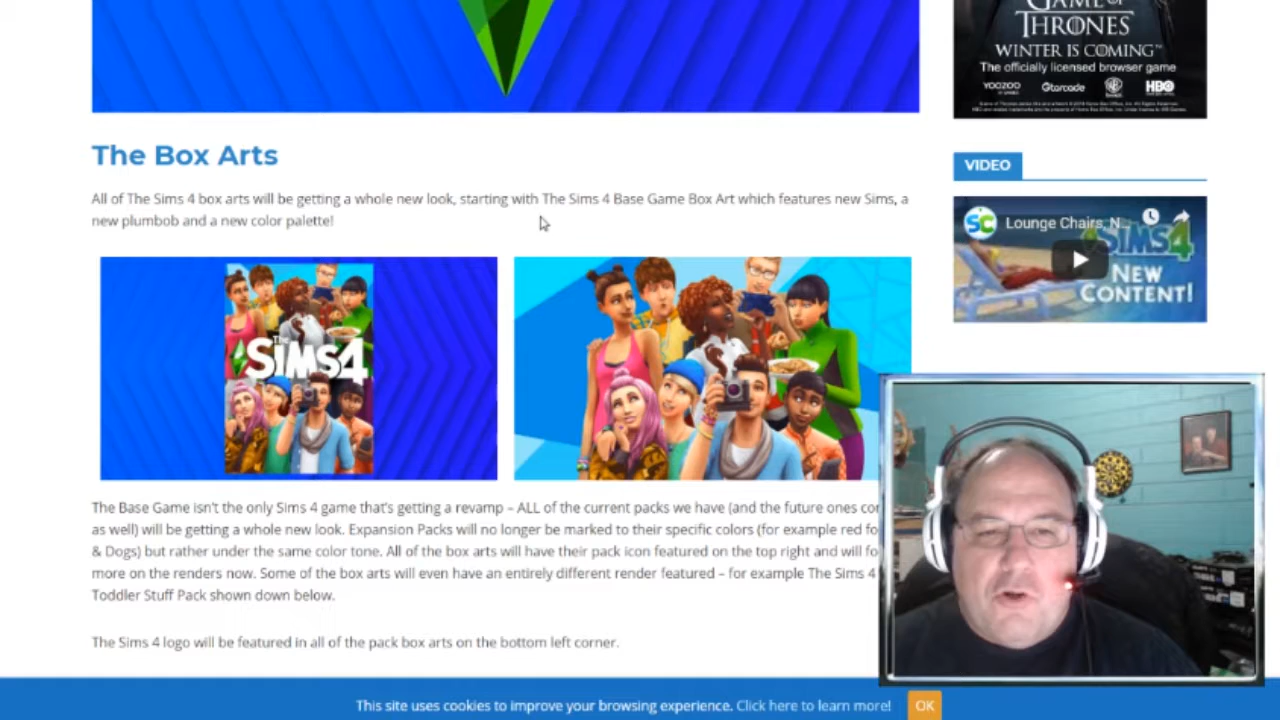 GAME OF
THRONES
WINTER IS COMING™
The officially licensed browser game
YOOZOO
Gtarcade
WB
HBO
VIDEO
The Box Arts
All of The Sims 4 box arts will be getting a whole new look, starting with The Sims 4 Base Game Box Art which features new Sims, a
new plumbob and a new color palette!
SC
Lounge Chairs, N...
SIMS4
NEW
CONTENT!
The
SIMS4
The Base Game isn't the only Sims 4 game that's getting a revamp – ALL of the current packs we have (and the future ones
as well) will be getting a whole new look. Expansion Packs will no longer be marked to their specific colors (for example red
& Dogs) but rather under the same color tone. All of the box arts will have their pack icon featured on the top right and will
more on the renders now. Some of the box arts will even have an entirely different render featured – for example The Sims 4
Toddler Stuff Pack shown down below.
The Sims 4 logo will be featured in all of the pack box arts on the bottom left corner.
This site uses cookies to improve your browsing experience. Click here to learn more!
OK